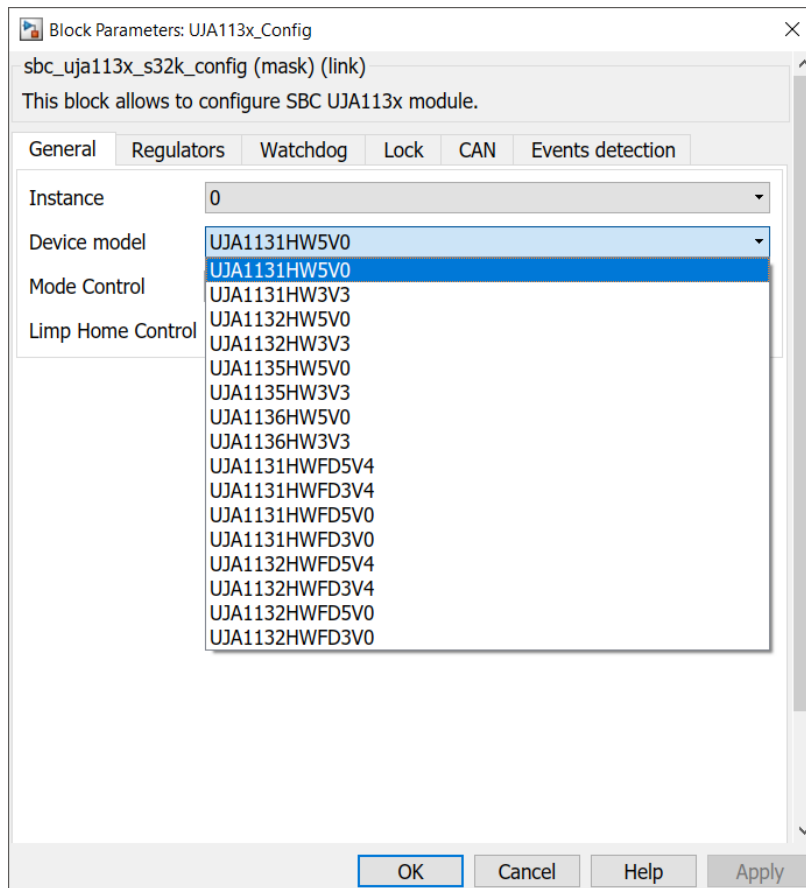 Block Parameters: UJA113x_Config
sbc_uja113x_s32k_config (mask) (link)
This block allows to configure SBC UJA113x module.
General Regulators Watchdog Lock CAN Events detection
Instance 0
Device model UJA1131HW5V0
Mode Control
Limp Home Control
UJA1131HW5V0
UJA1131HW3V3
UJA1132HW5V0
UJA1132HW3V3
UJA1135HW5V0
UJA1135HW3V3
UJA1136HW5V0
UJA1136HW3V3
UJA1131HWFD5V4
UJA1131HWFD3V4
UJA1131HWFD5V0
UJA1131HWFD3V0
UJA1132HWFD5V4
UJA1132HWFD3V4
UJA1132HWFD5V0
UJA1132HWFD3V0
OK Cancel Help Apply